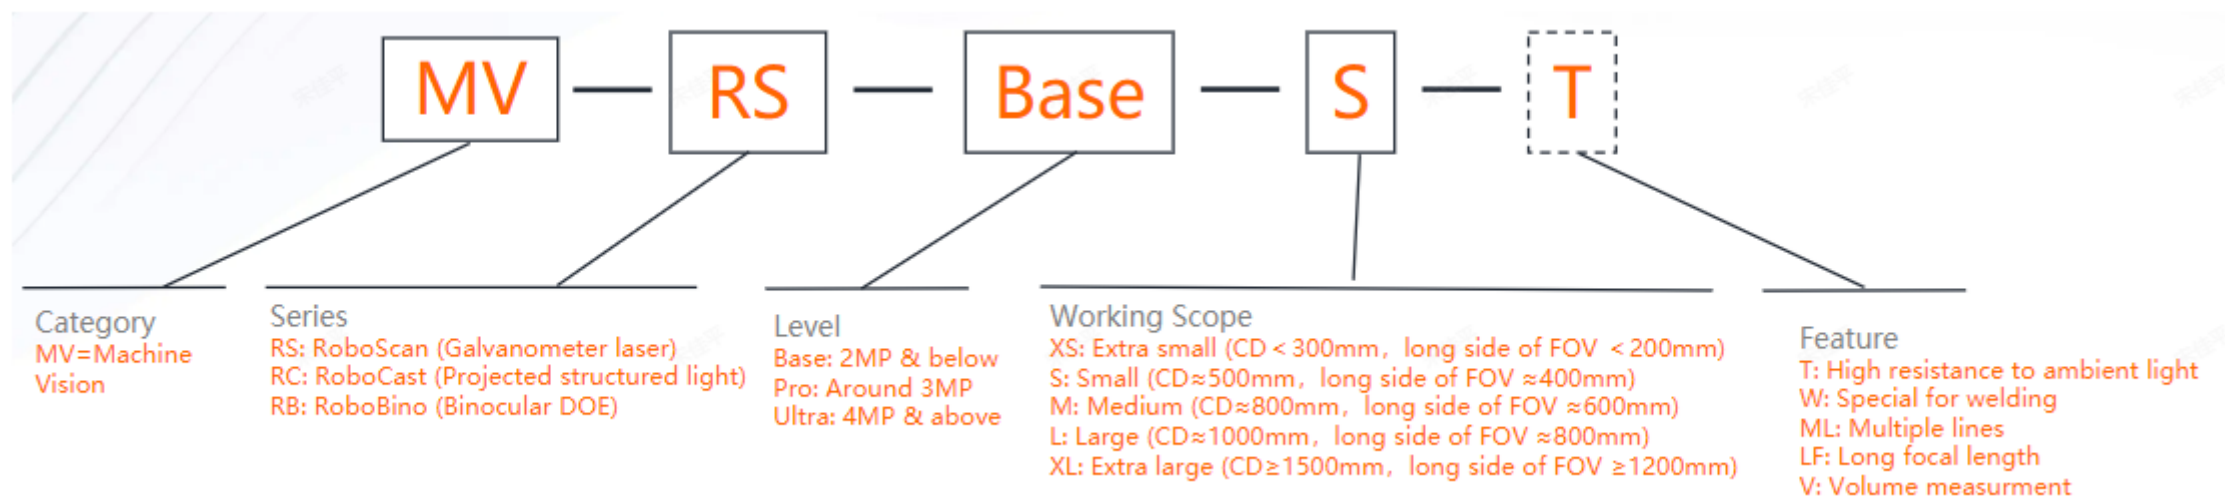 MV — RS — Base — S — T
Category
MV=Machine
Vision
Series
RS: RoboScan (Galvanometer laser)
RC: RoboCast (Projected structured light)
RB: RoboBino (Binocular DOE)
Level
Base: 2MP & below
Pro: Around 3MP
Ultra: 4MP & above
Working Scope
XS: Extra small (CD＜300mm，long side of FOV ＜200mm)
S: Small (CD≈500mm，long side of FOV ≈400mm)
M: Medium (CD≈800mm，long side of FOV ≈600mm)
L: Large (CD≈1000mm，long side of FOV ≈800mm)
XL: Extra large (CD≥1500mm，long side of FOV ≥1200mm)
Feature
T: High resistance to ambient light
W: Special for welding
ML: Multiple lines
LF: Long focal length
V: Volume measurment